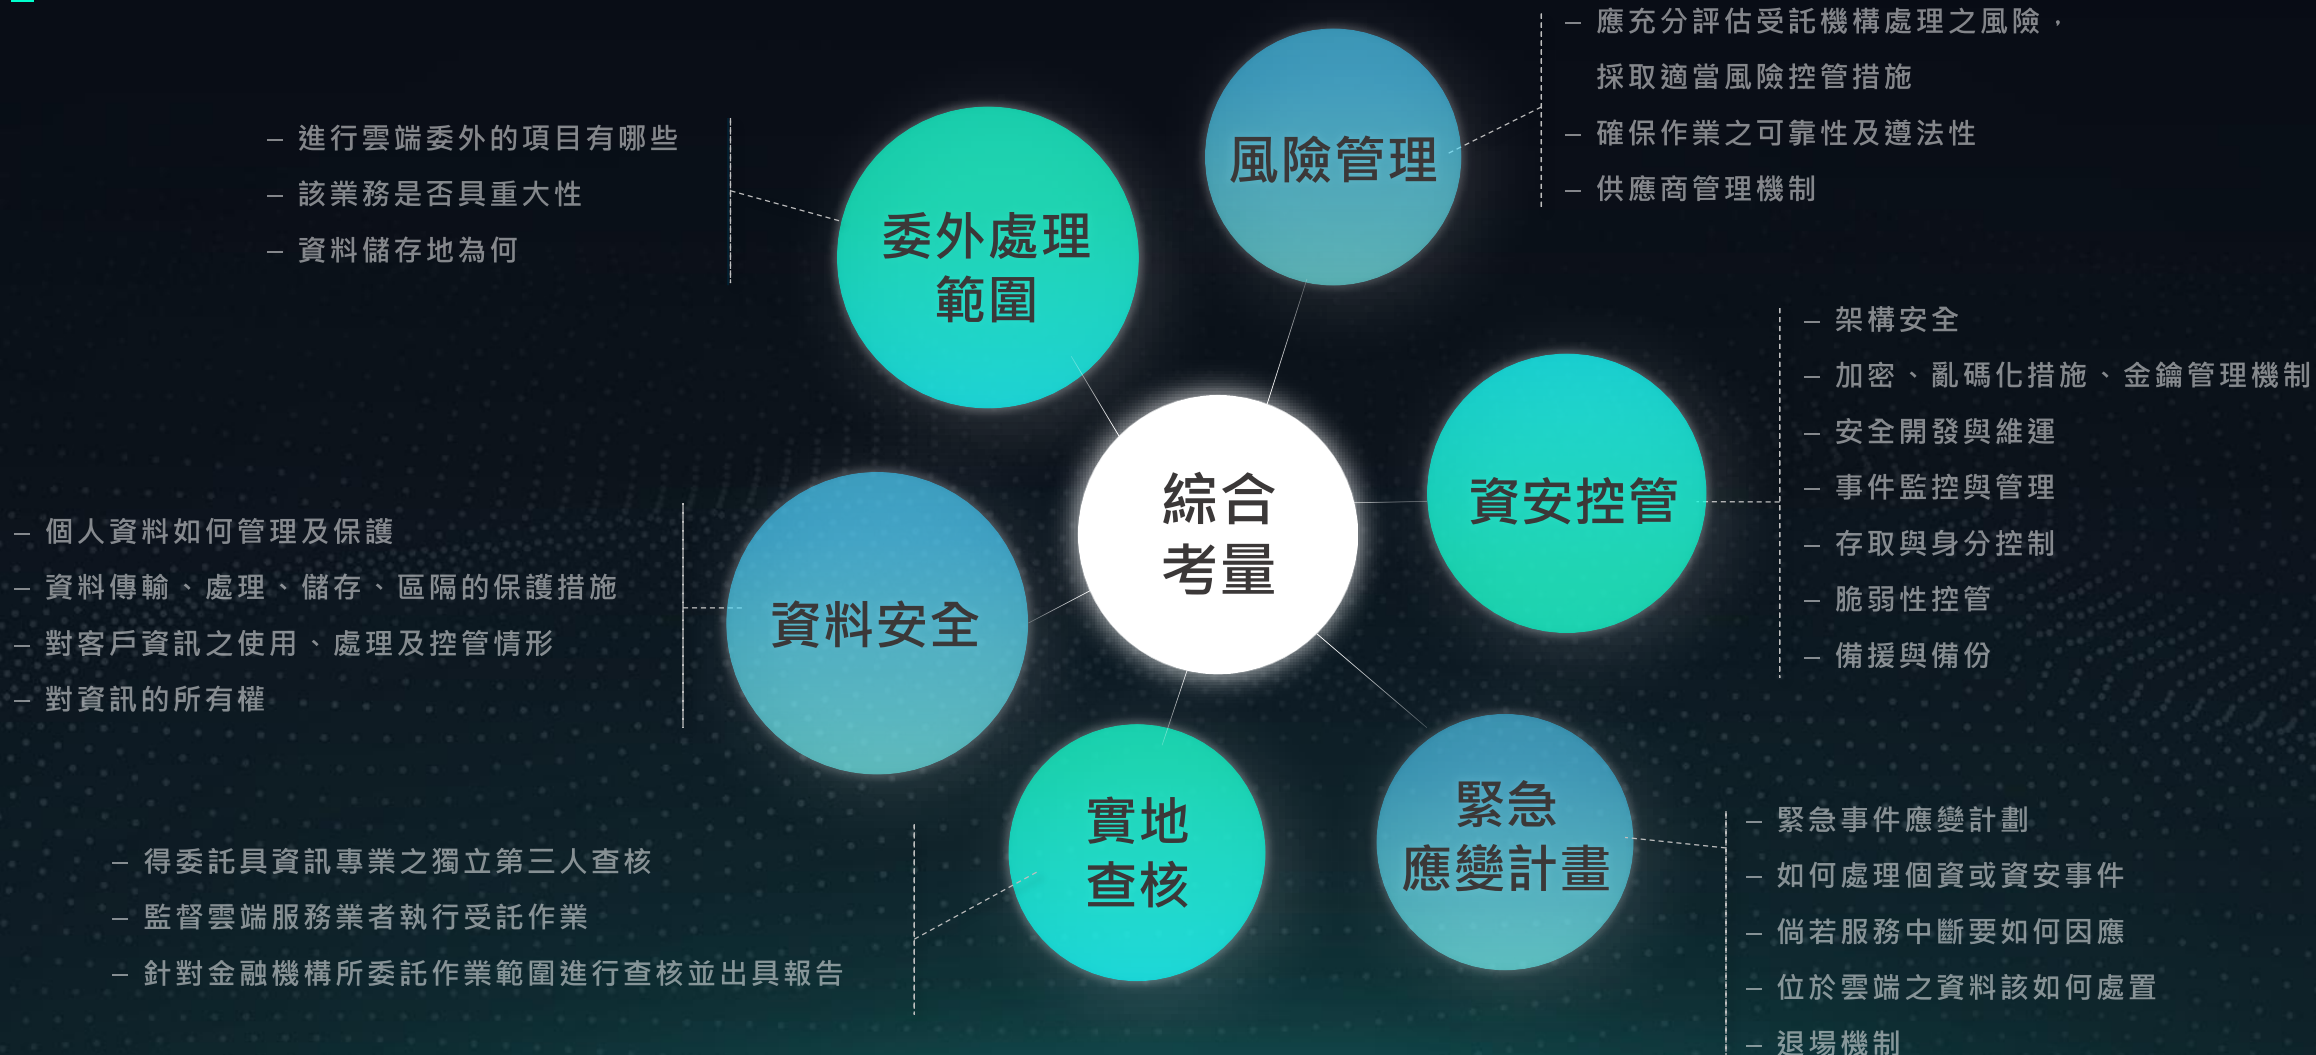 綜合
考量
委外處理
範圍
– 進行雲端委外的項目有哪些
– 該業務是否具重大性
– 資料儲存地為何
風險管理
– 應充分評估受託機構處理之風險，
採取適當風險控管措施
– 確保作業之可靠性及遵法性
– 供應商管理機制
資安控管
– 架構安全
– 加密、亂碼化措施、金鑰管理機制
– 安全開發與維運
– 事件監控與管理
– 存取與身分控制
– 脆弱性控管
– 備援與備份
緊急
應變計畫
– 緊急事件應變計劃
– 如何處理個資或資安事件
– 倘若服務中斷要如何因應
– 位於雲端之資料該如何處置
– 退場機制
實地
查核
– 得委託具資訊專業之獨立第三人查核
– 監督雲端服務業者執行受託作業
– 針對金融機構所委託作業範圍進行查核並出具報告
資料安全
– 個人資料如何管理及保護
– 資料傳輸、處理、儲存、區隔的保護措施
– 對客戶資訊之使用、處理及控管情形
– 對資訊的所有權